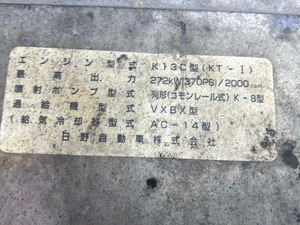 エンジン型式 K13C型(KT-I)
最高出力 272kW(370PS)/2000rpm
噴射ポンプ型式 列形(コモンレール式)K-8型
過給機型式 VXBX型
(給気冷却器型式 AC-14型)
日野自動車株式会社